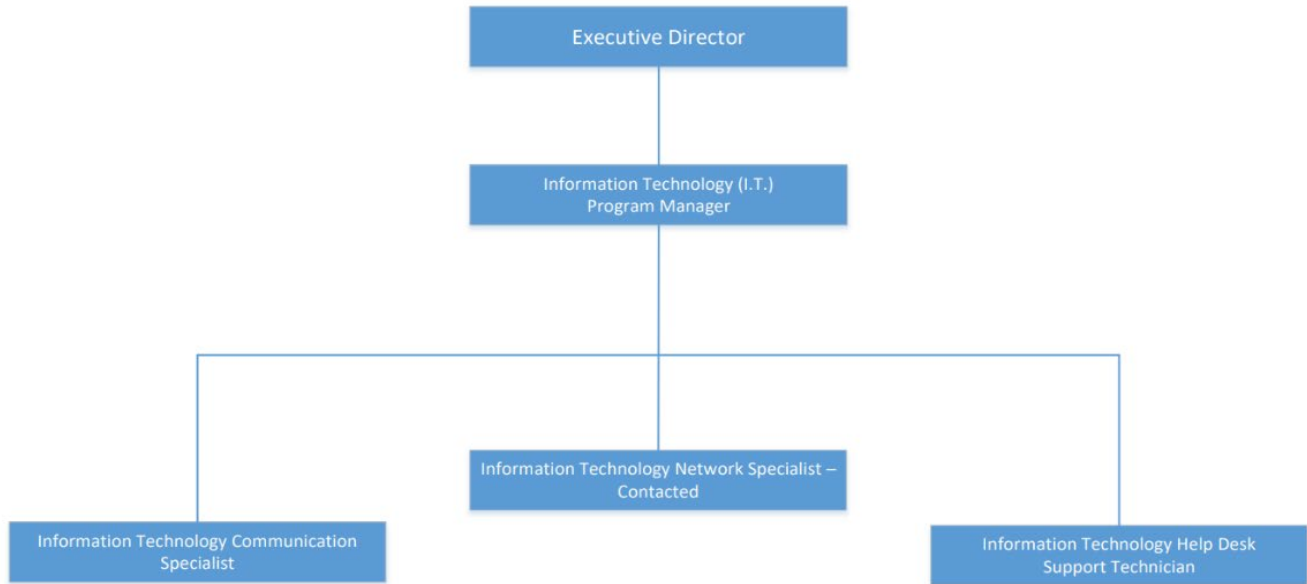 Executive Director
Information Technology (I.T.)
Program Manager
Information Technology Network Specialist –
Contacted
Information Technology Communication
Specialist
Information Technology Help Desk
Support Technician